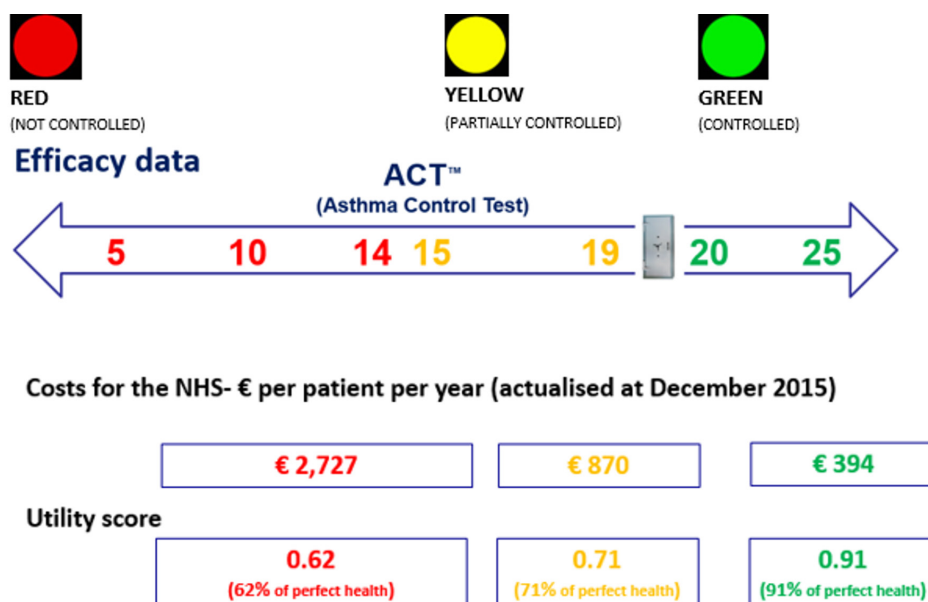 RED
(NOT CONTROLLED)
YELLOW
(PARTIALLY CONTROLLED)
GREEN
(CONTROLLED)
Efficacy data
ACT™
(Asthma Control Test)
5 10 14 15 19 20 25
Costs for the NHS- € per patient per year (actualised at December 2015)
€ 2,727 € 870 € 394
Utility score
0.62 0.71 0.91
(62% of perfect health) (71% of perfect health) (91% of perfect health)